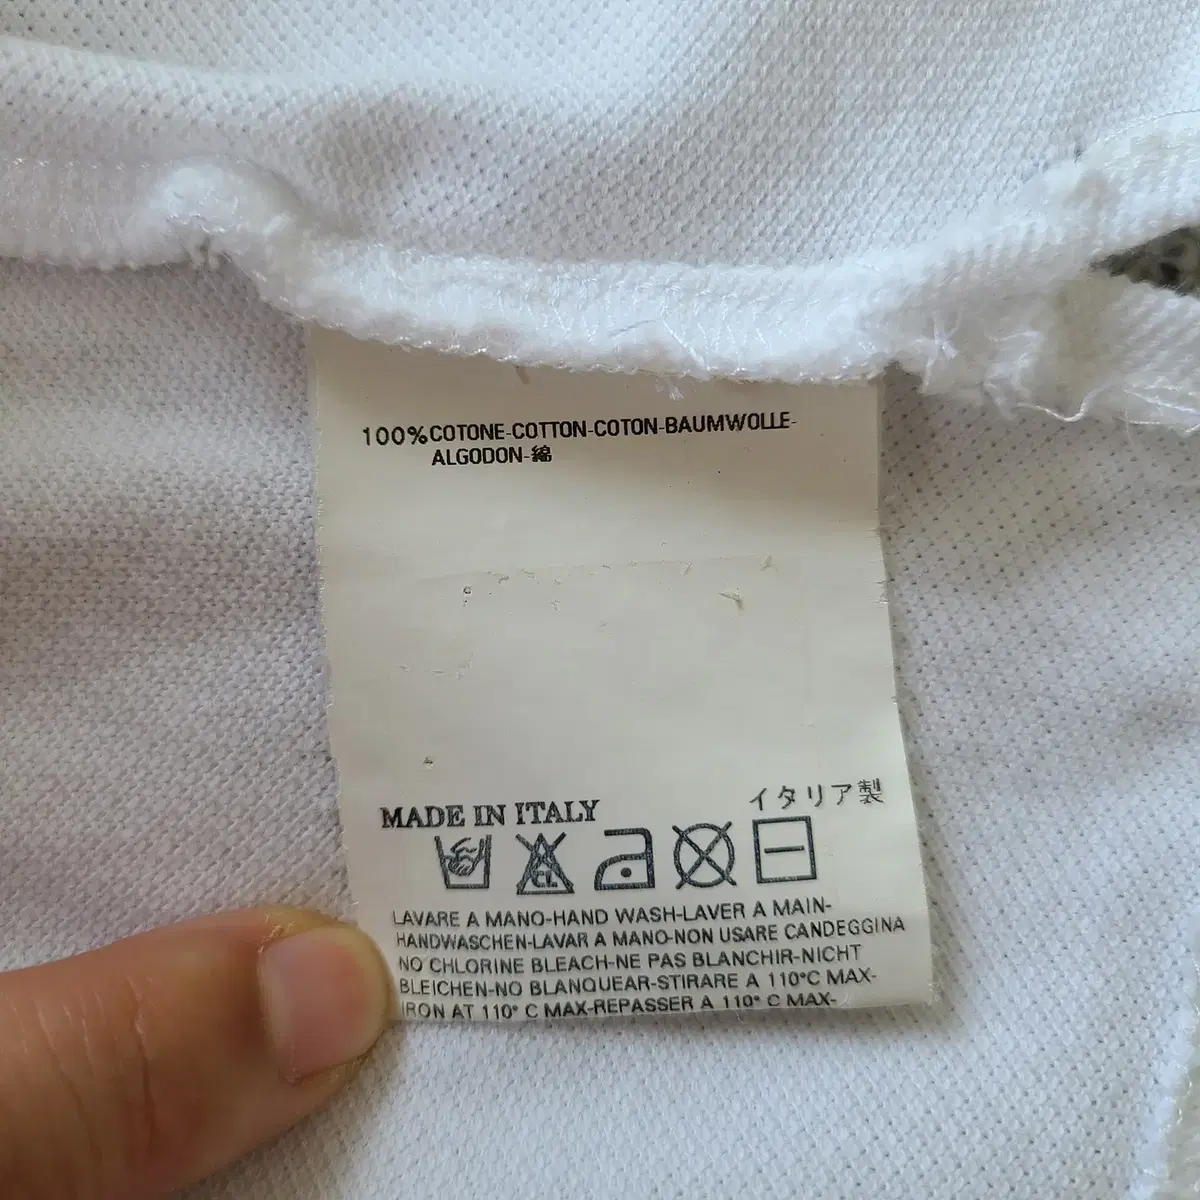 100%COTONE-COTTON-COTON-BAUMWOLLE-
ALGODON-綿
イタリア製
MADE IN ITALY
CL
LAVARE A MANO-HAND WASH-LAVER A MAIN-
HANDWASCHEN-LAVAR A MANO-NON USARE CANDEGGINA
NO CHLORINE BLEACH-NE PAS BLANCHIR-NICHT
BLEICHEN-NO BLANQUEAR-STIRARE A 110°C MAX-
IRON AT 110° C MAX-REPASSER A 110° C MAX-